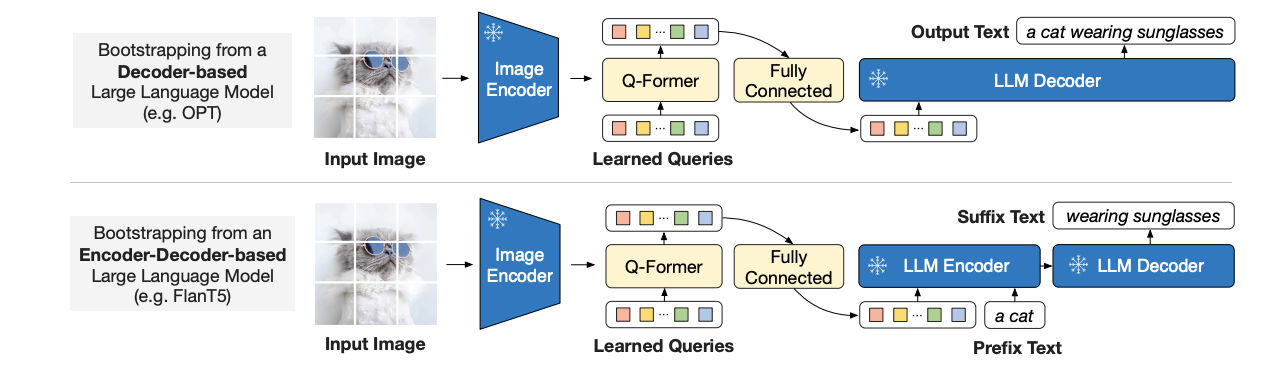 Bootstrapping from a
Decoder-based
Large Language Model
(e.g. OPT)
Input Image
Image
Encoder
...
Q-Former
...
Learned Queries
Fully
Connected
Output Text
a cat wearing sunglasses
LLM Decoder
...
Bootstrapping from an
Encoder-Decoder-based
Large Language Model
(e.g. FlanT5)
Input Image
Image
Encoder
...
Q-Former
...
Learned Queries
Fully
Connected
Suffix Text
wearing sunglasses
LLM Encoder
LLM Decoder
...
a cat
Prefix Text